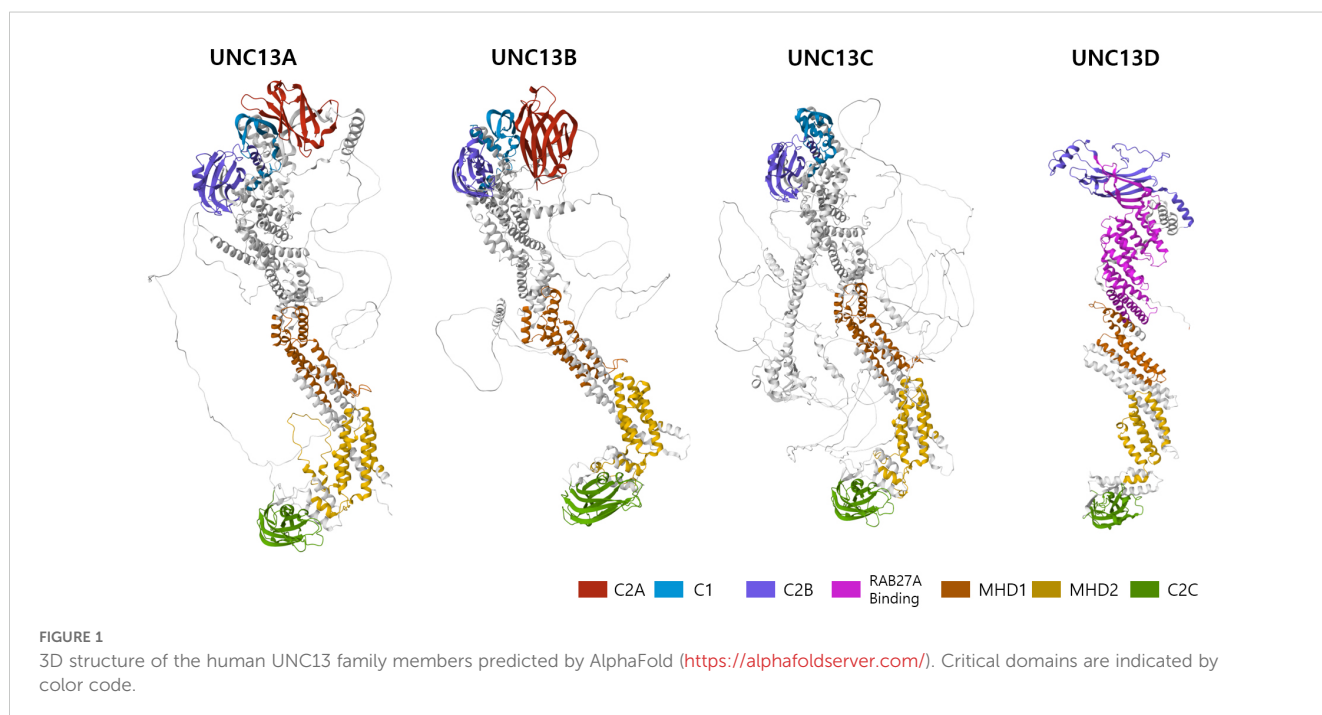 UNC13A UNC13B UNC13C UNC13D
C2A C1 C2B RAB27A Binding MHD1 MHD2 C2C
FIGURE 1
3D structure of the human UNC13 family members predicted by AlphaFold (https://alphafoldserver.com/). Critical domains are indicated by
color code.